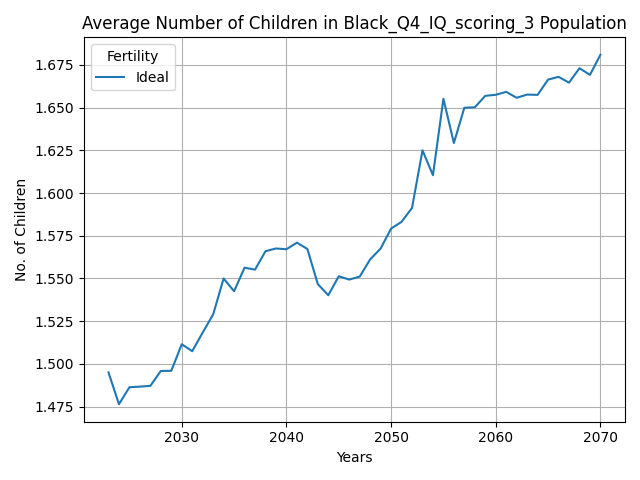 Average Number of Children in Black_Q4_IQ_scoring_3 Population
Fertility
Ideal
No. of Children
1.675
1.650
1.625
1.600
1.575
1.550
1.525
1.500
1.475
2030 2040 2050 2060 2070
Years